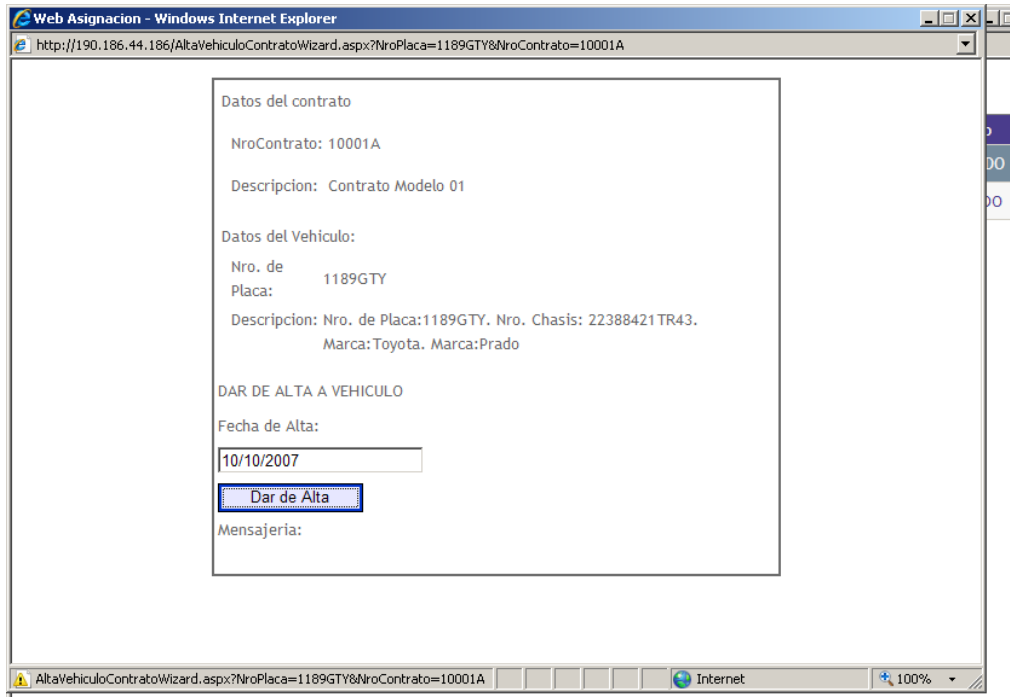 Web Asignacion - Windows Internet Explorer
http://190.186.44.186/AltaVehiculoContratoWizard.aspx?NroPlaca=1189GTY&NroContrato=10001A
Datos del contrato
NroContrato: 10001A
Descripcion: Contrato Modelo 01
Datos del Vehiculo:
Nro. de
Placa:
1189GTY
Descripcion: Nro. de Placa:1189GTY. Nro. Chasis: 22388421TR43.
Marca:Toyota. Marca:Prado
DAR DE ALTA A VEHICULO
Fecha de Alta:
10/10/2007
Dar de Alta
Mensajeria:
DO
DO
AltaVehiculoContratoWizard.aspx?NroPlaca=1189GTY&NroContrato=10001A
Internet
100%